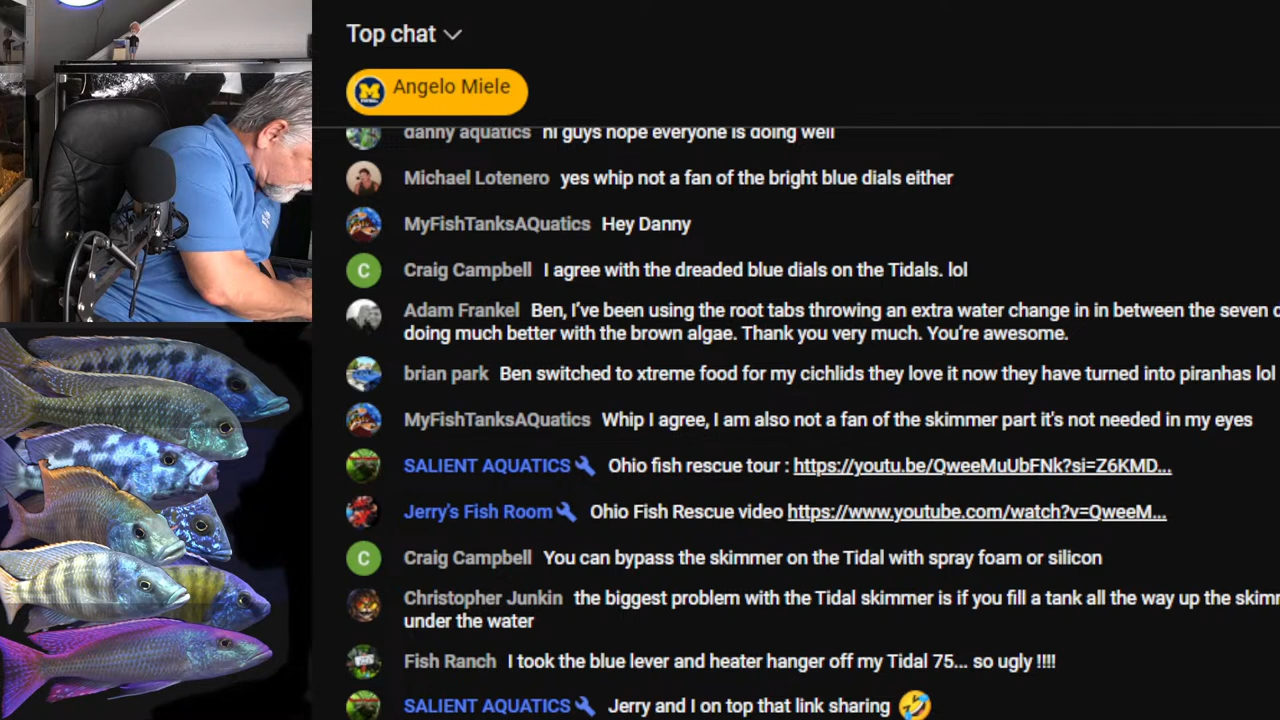 Top chat
Angelo Miele
danny aquatics hi guys hope everyone is doing well
Michael Lotenero yes whip not a fan of the bright blue dials either
MyFishTanksAQuatics Hey Danny
C Craig Campbell I agree with the dreaded blue dials on the Tidals. lol
Adam Frankel Ben, I've been using the root tabs throwing an extra water change in in between the seven
doing much better with the brown algae. Thank you very much. You're awesome.
brian park Ben switched to xtreme food for my cichlids they love it now they have turned into piranhas lol
MyFishTanksAQuatics Whip I agree, I am also not a fan of the skimmer part it's not needed in my eyes
SALIENT AQUATICS Ohio fish rescue tour : https://youtu.be/QweeMuUbFNk?si=Z6KMD...
Jerry's Fish Room Ohio Fish Rescue video https://www.youtube.com/watch?v=QweeM...
C Craig Campbell You can bypass the skimmer on the Tidal with spray foam or silicon
Christopher Junkin the biggest problem with the Tidal skimmer is if you fill a tank all the way up the skim
under the water
Fish Ranch I took the blue lever and heater hanger off my Tidal 75... so ugly !!!!
SALIENT AQUATICS Jerry and I on top that link sharing 🤣